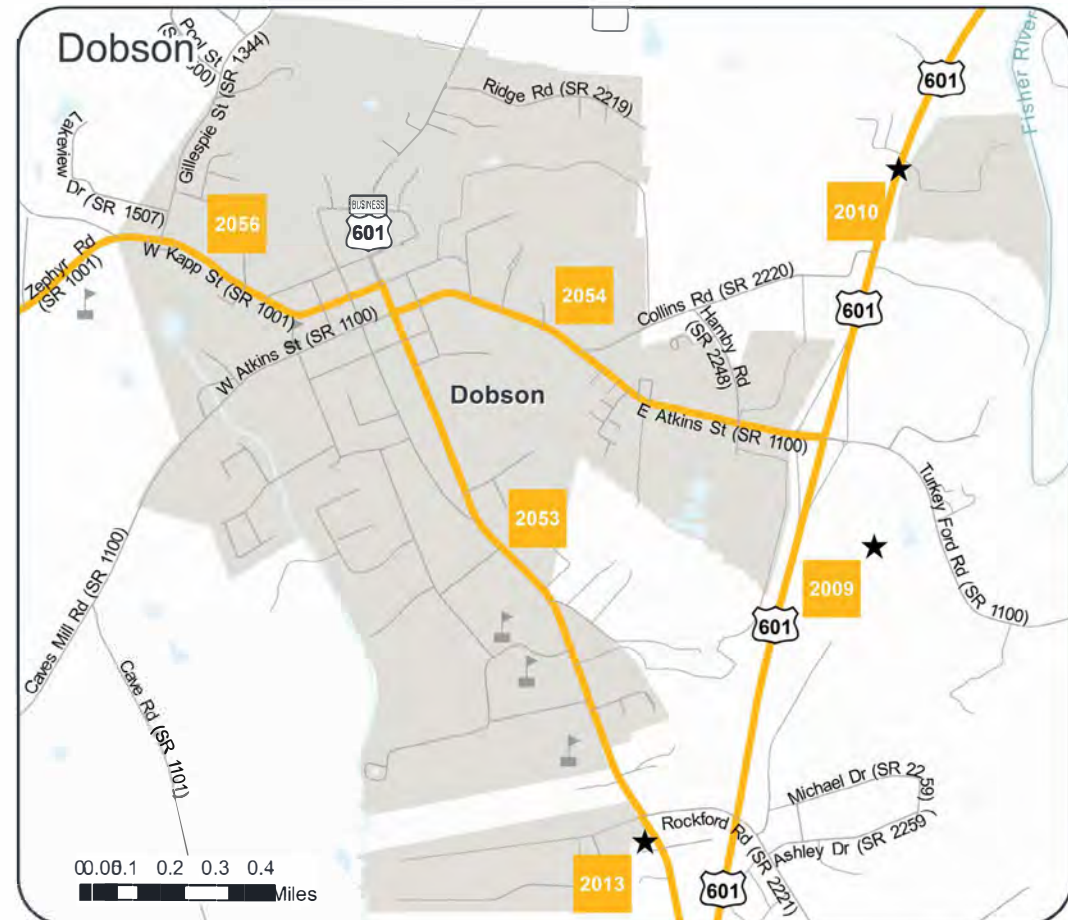 Dobson
Pool St
Gillespie St (SR 1344)
Ridge Rd (SR 2219)
601
Fisher River
Lakeview
Dr (SR 1507)
2056
BUSINESS
601
2010
Zephyr Rd
(SR 1001)
W Kapp St (SR 1001)
2054
Collins Rd (SR 2220)
601
Hamby Rd
(SR 2248)
W Atkins St (SR 1100)
Dobson
E Atkins St (SR 1100)
Turkey Ford Rd (SR 1100)
2053
2009
601
Caves Mill Rd (SR 1100)
Cave Rd (SR 1101)
Michael Dr (SR 2259)
Rockford Rd (SR 2221)
Ashley Dr (SR 2259 (
2013
601
0.1 0.2 0.3 0.4
Miles